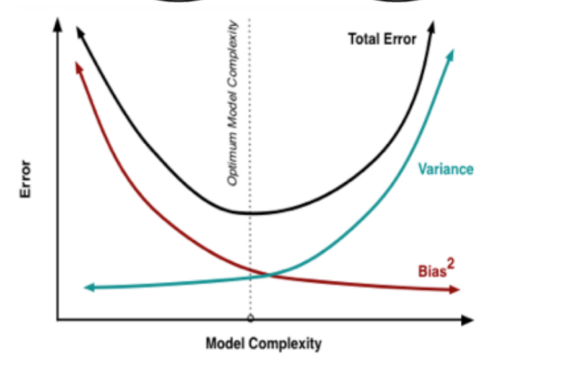 Total Error
Optimum Model Complexity
Variance
Error
Bias²
Model Complexity